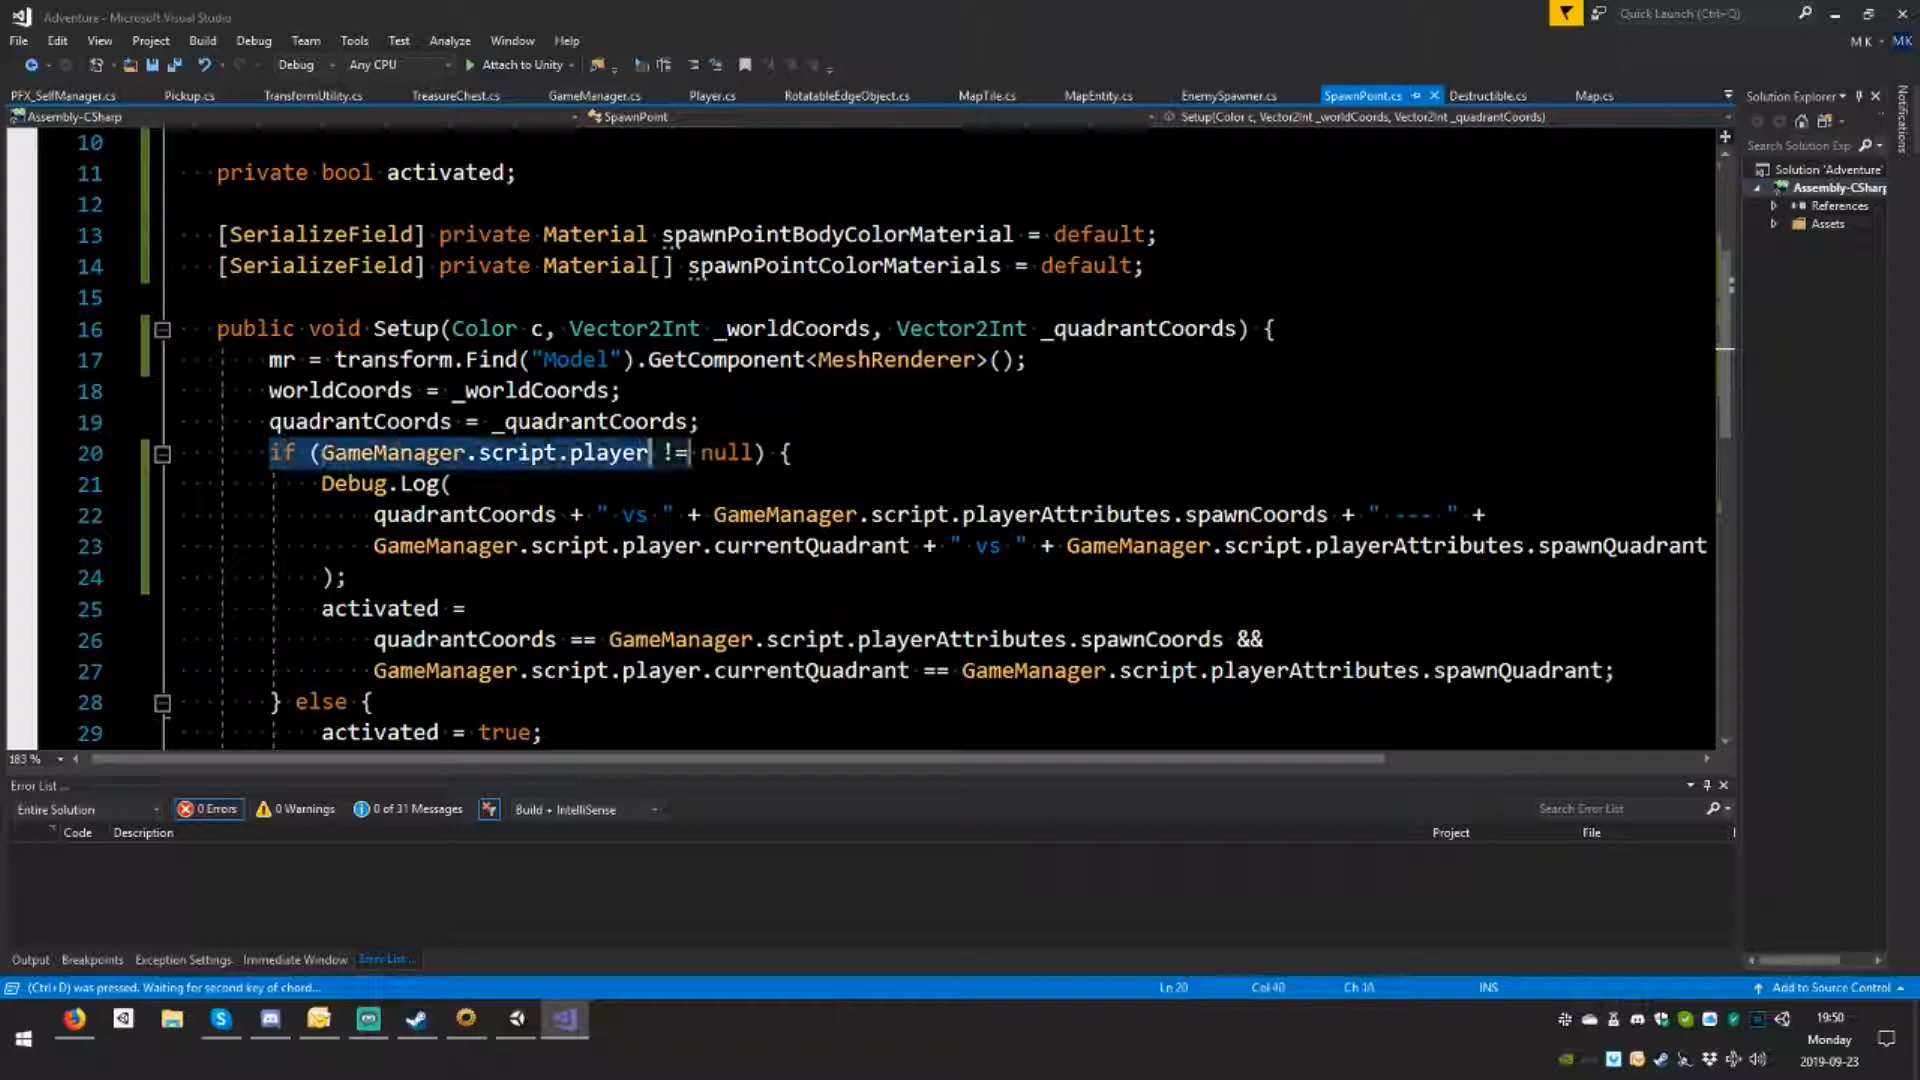 Adventure - Microsoft Visual Studio
Quick Launch (Ctrl+Q)
File Edit View Project Build Debug Team Tools Test Analyze Window Help
MK MK
Debug Any CPU Attach to Unity
PFX_SelfManager.cs Pickup.cs TransformUtility.cs TreasureChest.cs GameManager.cs Player.cs RotatableEdgeObject.cs MapTile.cs MapEntity.cs EnemySpawner.cs SpawnPoint.cs Destructible.cs Map.cs
Assembly-CSharp SpawnPoint Setup(Color c, Vector2Int _worldCoords, Vector2Int _quadrantCoords)
10
11 private bool activated;
12
13 [SerializeField] private Material spawnPointBodyColorMaterial = default;
14 [SerializeField] private Material[] spawnPointColorMaterials = default;
15
16 public void Setup(Color c, Vector2Int _worldCoords, Vector2Int _quadrantCoords) {
17 mr = transform.Find("Model").GetComponent<MeshRenderer>();
18 worldCoords = _worldCoords;
19 quadrantCoords = _quadrantCoords;
20 if (GameManager.script.player != null) {
21 Debug.Log(
22 quadrantCoords + " vs " + GameManager.script.playerAttributes.spawnCoords + " --- " +
23 GameManager.script.player.currentQuadrant + " vs " + GameManager.script.playerAttributes.spawnQuadrant
24 );
25 activated =
26 quadrantCoords == GameManager.script.playerAttributes.spawnCoords &&
27 GameManager.script.player.currentQuadrant == GameManager.script.playerAttributes.spawnQuadrant;
28 } else {
29 activated = true;
183 %
Solution Explorer
Search Solution Exp
Solution 'Adventure'
Assembly-CSharp
References
Assets
Notifications
Error List ...
Entire Solution 0 Errors 0 Warnings 0 of 31 Messages Build + IntelliSense Search Error List
Code Description Project File
Output Breakpoints Exception Settings Immediate Window Error List ...
(Ctrl+D) was pressed. Waiting for second key of chord... Ln 20 Col 40 INS Add to Source Control
19:50
Monday
2019-09-23